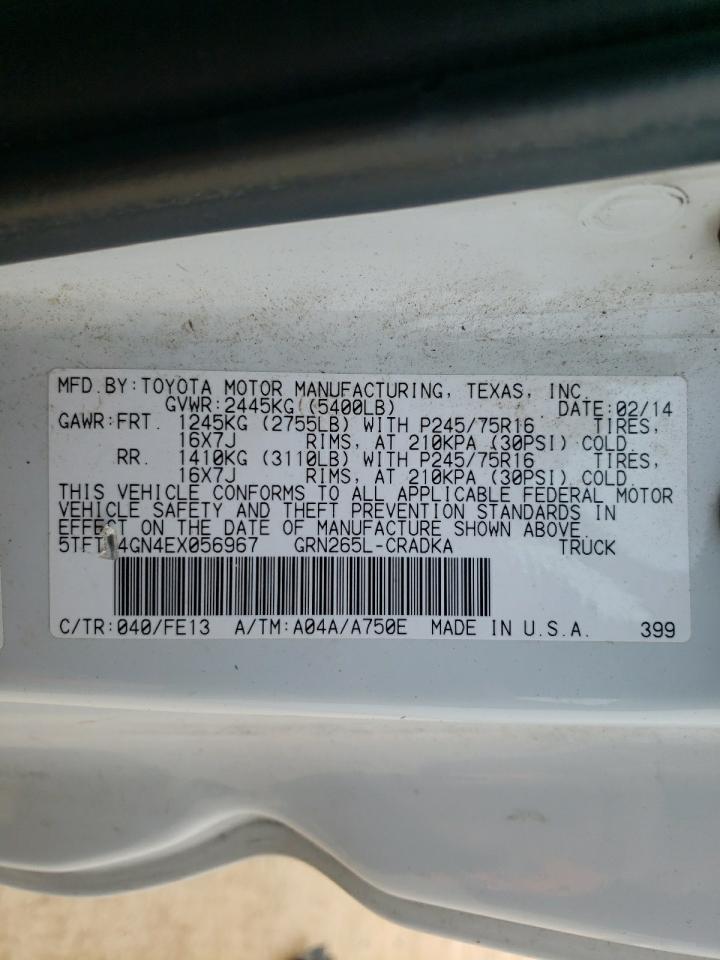 MFD.BY:TOYOTA MOTOR MANUFACTURING, TEXAS, INC.
GVWR:2445KG (5400LB) DATE:02/14
GAWR:FRT. 1245KG (2755LB) WITH P245/75R16 TIRES,
16X7J RIMS, AT 210KPA (30PSI) COLD.
RR. 1410KG (3110LB) WITH P245/75R16 TIRES,
16X7J RIMS, AT 210KPA (30PSI) COLD.
THIS VEHICLE CONFORMS TO ALL APPLICABLE FEDERAL MOTOR
VEHICLE SAFETY AND THEFT PREVENTION STANDARDS IN
EFFECT ON THE DATE OF MANUFACTURE SHOWN ABOVE.
GRN265L-CRADKA TRUCK
C/TR:040/FE13 A/TM:A04A/A750E MADE IN U.S.A. 399